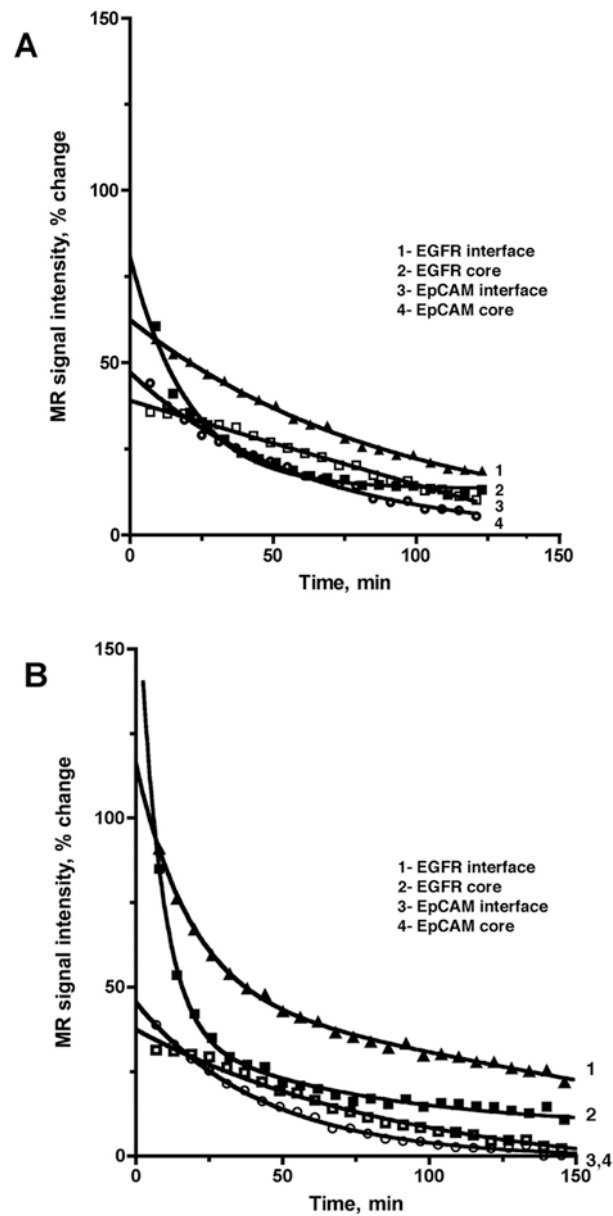 A
MR signal intensity, % change
150
100
50
0
1- EGFR interface
2- EGFR core
3- EpCAM interface
4- EpCAM core
1
2
3
4
0
50
100
150
Time, min
B
MR signal intensity, % change
150
100
50
0
1- EGFR interface
2- EGFR core
3- EpCAM interface
4- EpCAM core
1
2
3,4
0
50
100
150
Time, min